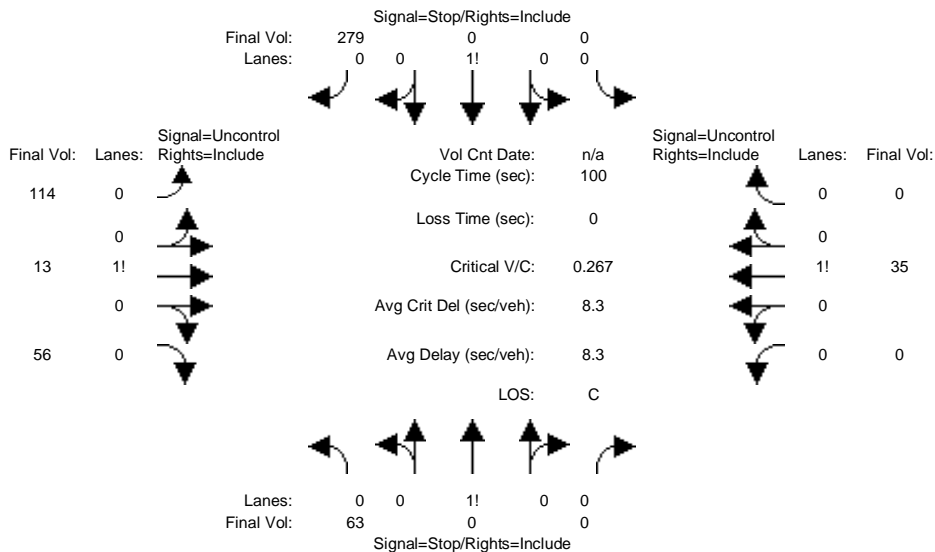 Signal=Stop/Rights=Include
Final Vol: 279 0 0
Lanes: 0 0 1! 0 0
Signal=Uncontrol Signal=Uncontrol
Final Vol: Lanes: Rights=Include Vol Cnt Date: n/a Rights=Include Lanes: Final Vol:
Cycle Time (sec): 100
114 0 0 0
Loss Time (sec): 0
0 0
13 1! Critical V/C: 0.267 1! 35
0 Avg Crit Del (sec/veh): 8.3 0
56 0 Avg Delay (sec/veh): 8.3 0 0
LOS: C
Lanes: 0 0 1! 0 0
Final Vol: 63 0 0
Signal=Stop/Rights=Include